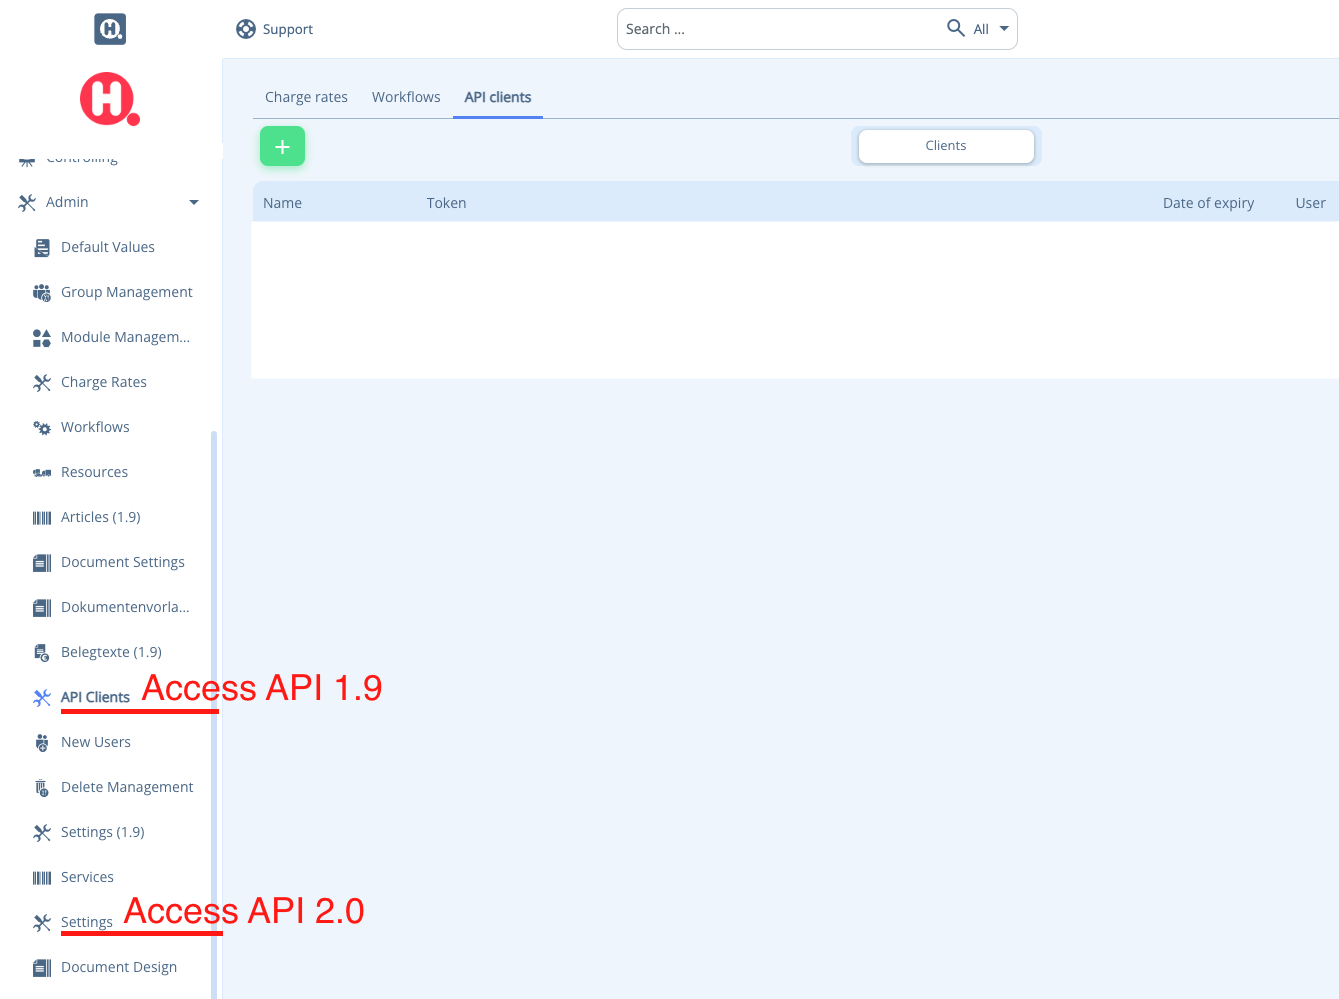 H.
Support
Search ...
All
H.
Charge rates
Workflows
API clients
+
Clients
Controlling
Admin
Name
Token
Date of expiry
User
Default Values
Group Management
Module Managem...
Charge Rates
Workflows
Resources
Articles (1.9)
Document Settings
Dokumentenvorla...
Belegtexte (1.9)
API Clients
Access API 1.9
New Users
Delete Management
Settings (1.9)
Services
Settings
Access API 2.0
Document Design